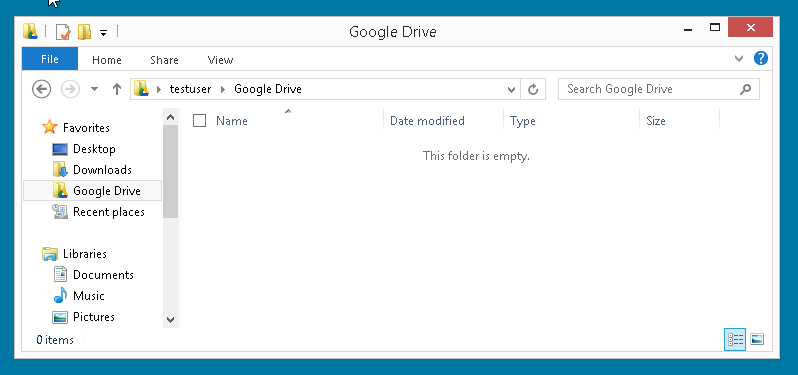 Google Drive
File Home Share View
testuser Google Drive Search Google Drive
Name Date modified Type Size
This folder is empty.
Favorites
Desktop
Downloads
Google Drive
Recent places
Libraries
Documents
Music
Pictures
0 items